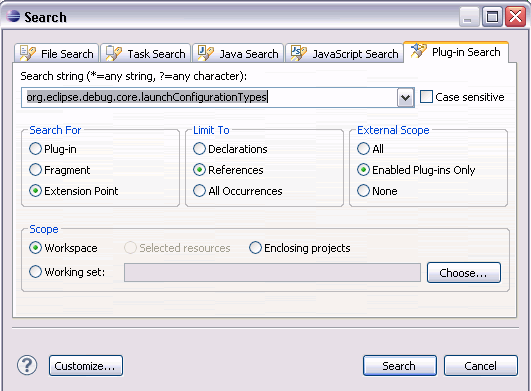 Search
File Search Task Search Java Search JavaScript Search Plug-in Search
Search string (*=any string, ?=any character):
org.eclipse.debug.core.launchConfigurationTypes Case sensitive
Search For Limit To External Scope
Plug-in Declarations All
Fragment References Enabled Plug-ins Only
Extension Point All Occurrences None
Scope
Workspace Selected resources Enclosing projects
Working set: Choose...
? Customize... Search Cancel